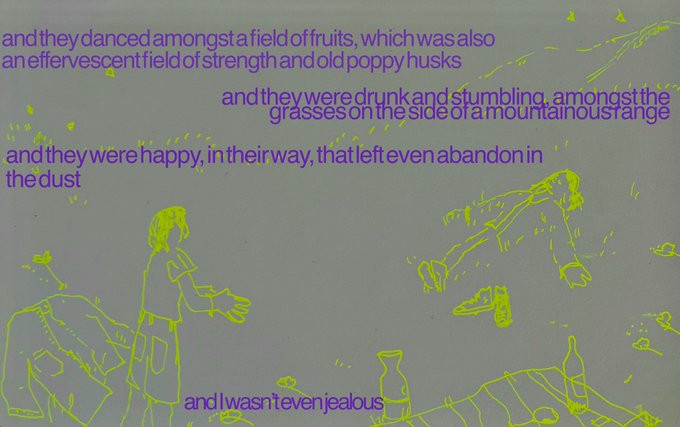 and they danced amongst a field of fruits, which was also
an effervescent field of strength and old poppy husks
and they were drunk and stumbling, amongst the
grasses on the side of a mountainous range
and they were happy, in their way, that left even abandon in
the dust
and I wasn't even jealous